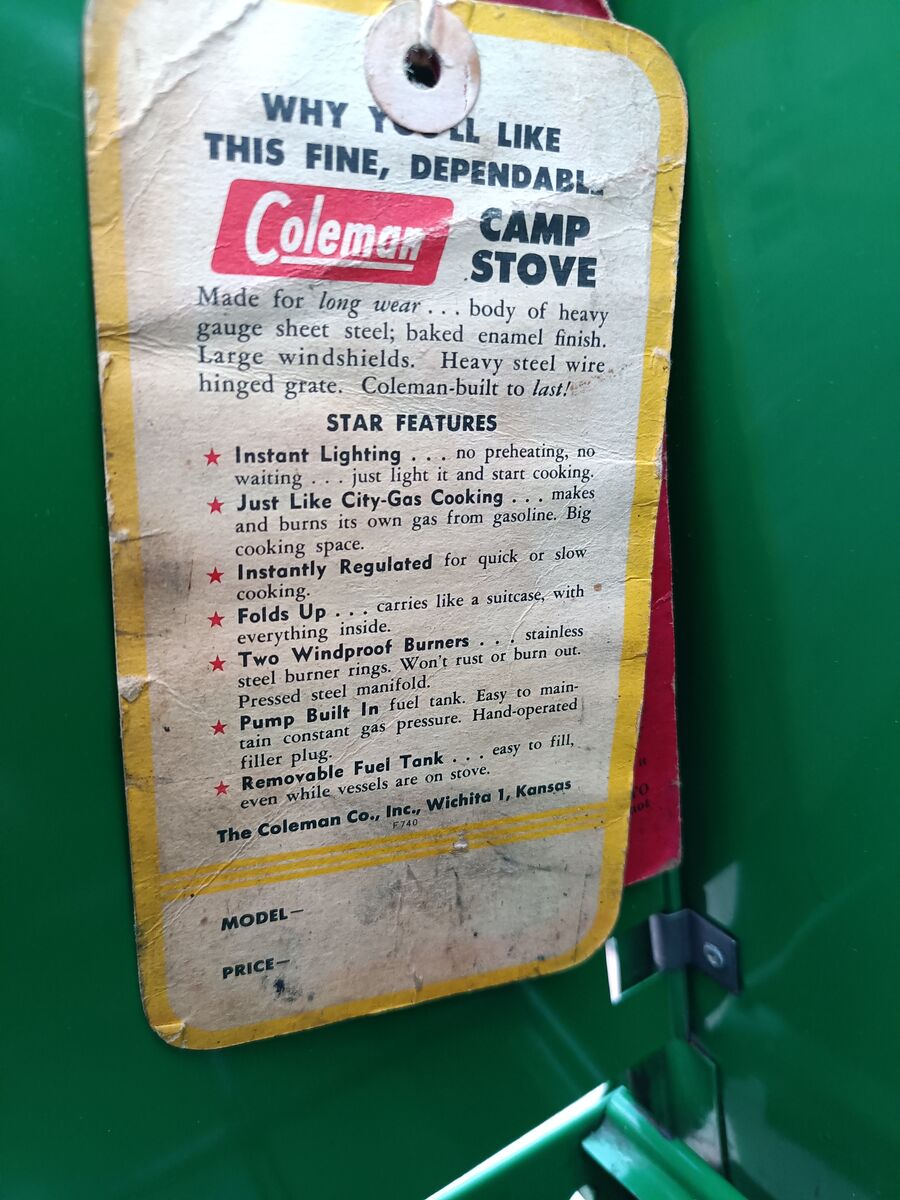 WHY YOU'LL LIKE
THIS FINE, DEPENDABLE
Coleman CAMP
STOVE
Made for long wear . . . body of heavy
gauge sheet steel; baked enamel finish.
Large windshields. Heavy steel wire
hinged grate. Coleman-built to last!
STAR FEATURES
★ Instant Lighting . . . no preheating, no
waiting . . . just light it and start cooking.
★ Just Like City-Gas Cooking . . . makes
and burns its own gas from gasoline. Big
cooking space.
★ Instantly Regulated for quick or slow
cooking.
★ Folds Up . . . carries like a suitcase, with
everything inside.
★ Two Windproof Burners . . . stainless
steel burner rings. Won't rust or burn out.
Pressed steel manifold.
★ Pump Built In fuel tank. Easy to main-
tain constant gas pressure. Hand-operated
filler plug.
★ Removable Fuel Tank . . . easy to fill,
even while vessels are on stove.
The Coleman Co., Inc., Wichita 1, Kansas
F740
MODEL—
PRICE—